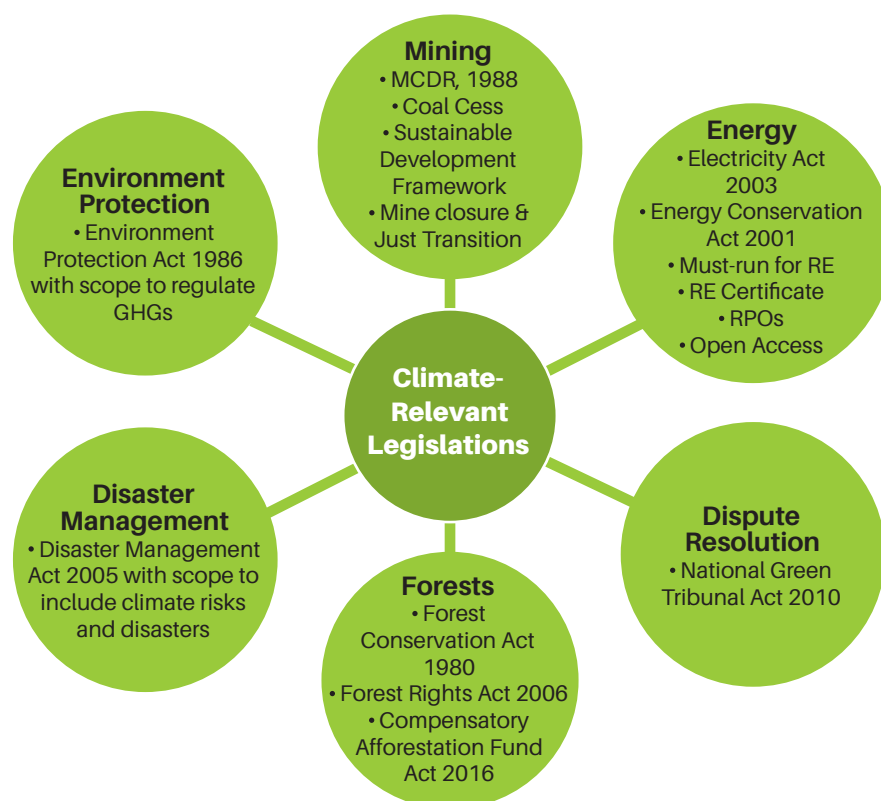 Mining
• MCDR, 1988
• Coal Cess
• Sustainable
Development
Framework
• Mine closure &
Just Transition
Energy
• Electricity Act
2003
• Energy Conservation
Act 2001
• Must-run for RE
• RE Certificate
• RPOs
• Open Access
Environment
Protection
• Environment
Protection Act 1986
with scope to regulate
GHGs
Climate-
Relevant
Legislations
Disaster
Management
• Disaster Management
Act 2005 with scope to
include climate risks
and disasters
Dispute
Resolution
• National Green
Tribunal Act 2010
Forests
• Forest
Conservation Act
1980
• Forest Rights Act 2006
• Compensatory
Afforestation Fund
Act 2016